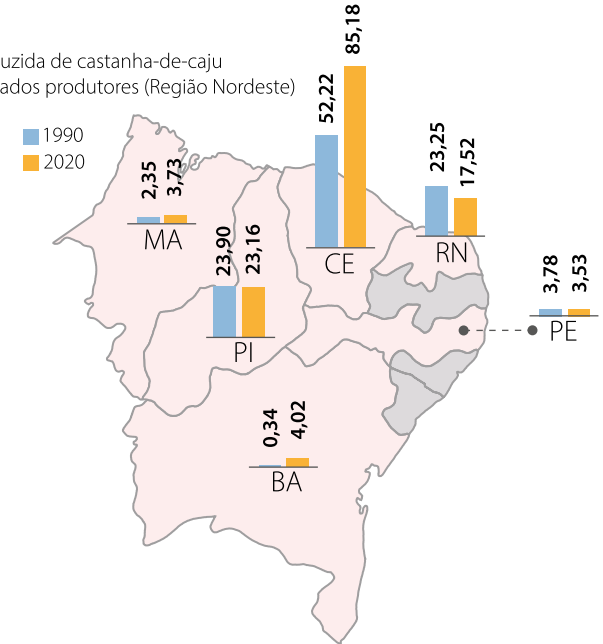 uzida de castanha-de-caju
ados produtores (Região Nordeste)
1990
2020
52,22
85,18
CE
23,25
17,52
RN
2,35
3,73
MA
23,90
23,16
PI
3,78
3,53
PE
0,34
4,02
BA